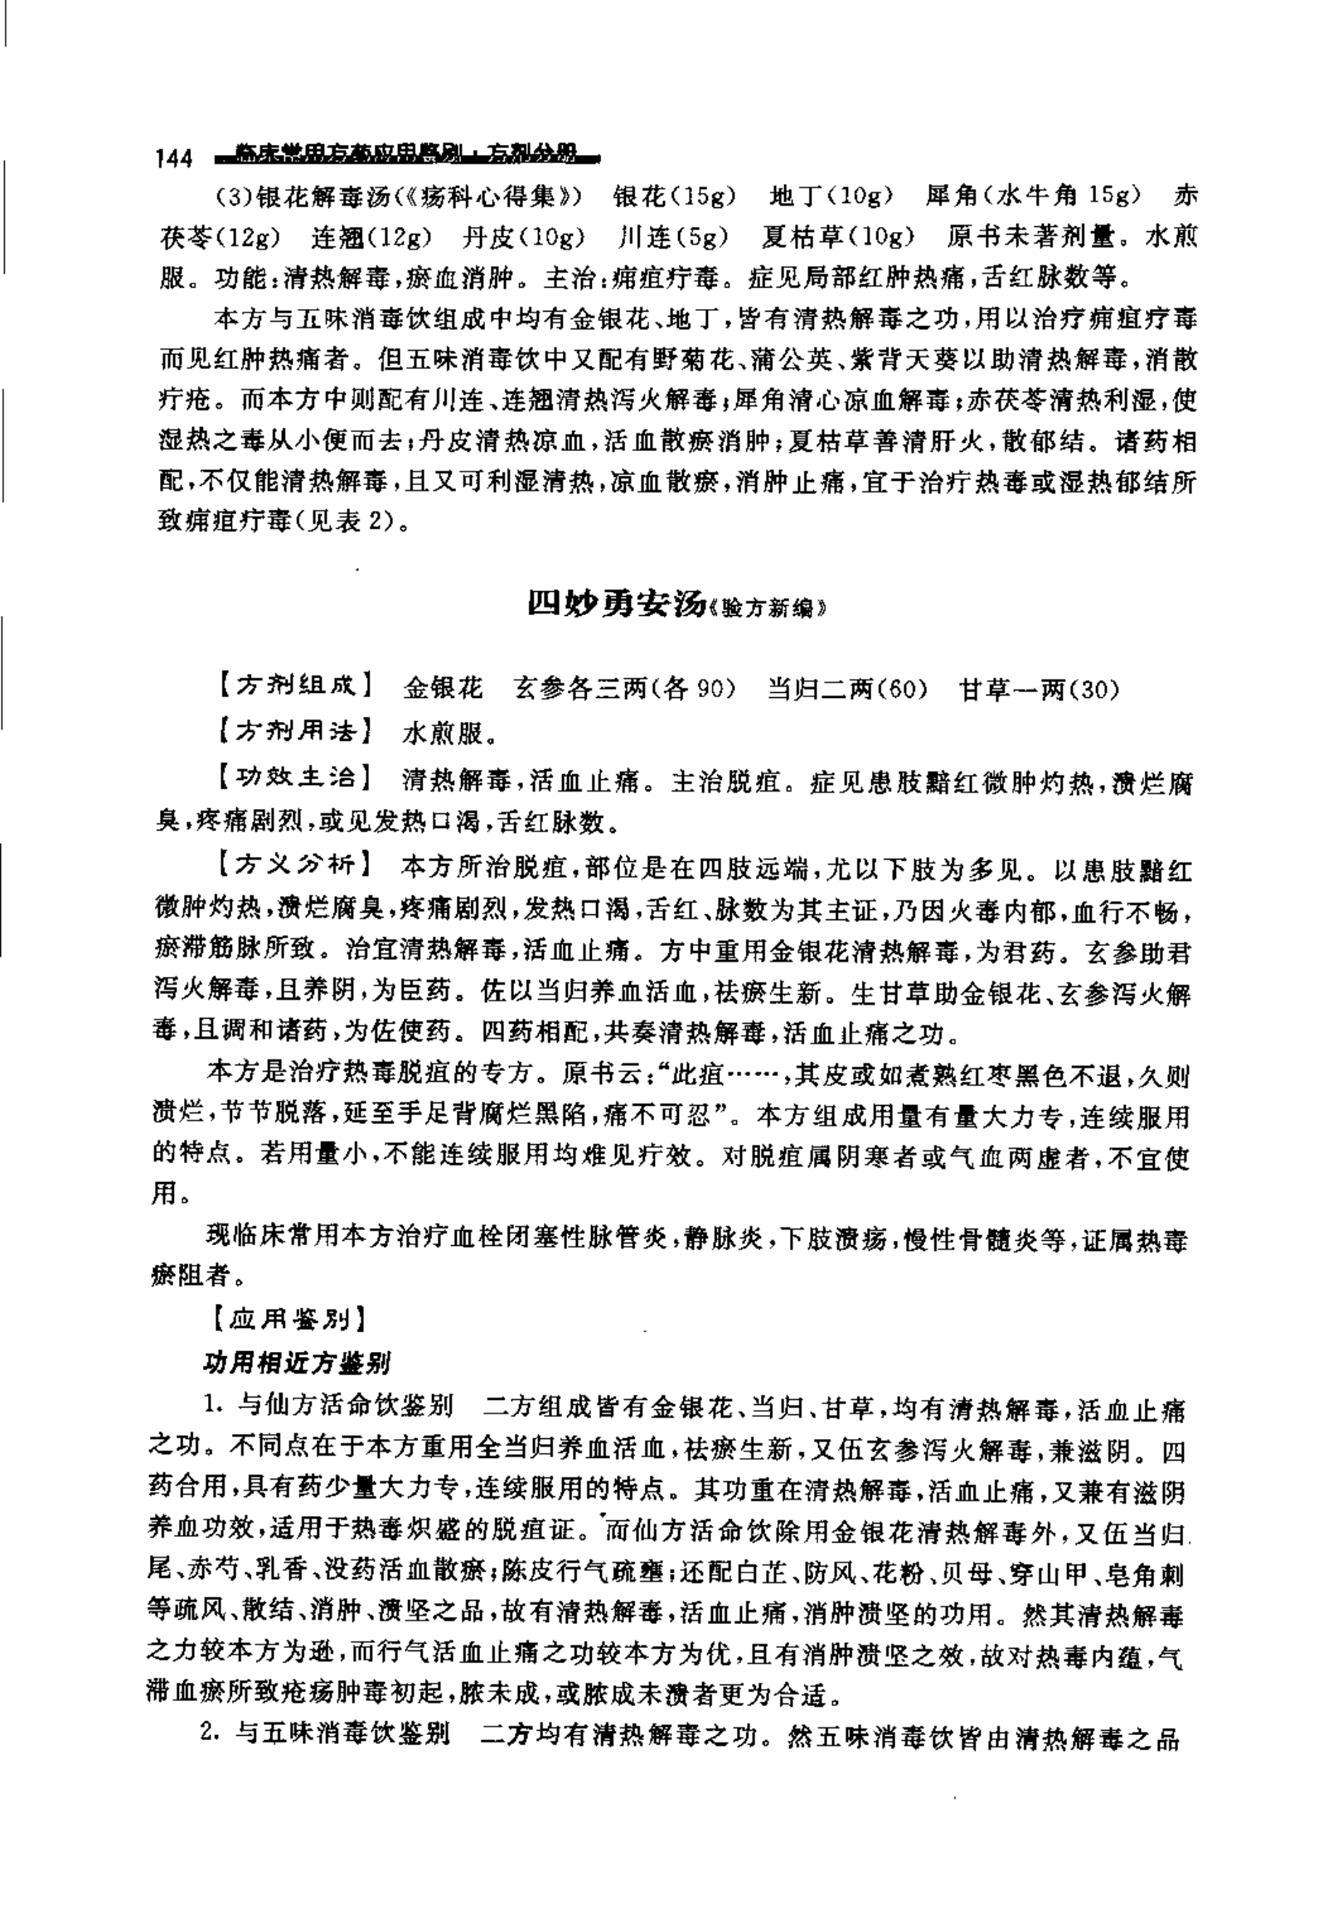 144 临床常用方药应用鉴别·方剂分册
(3)银花解毒汤(《疡科心得集》) 银花(15g) 地丁(10g) 犀角(水牛角 15g) 赤
茯苓(12g) 连翘(12g) 丹皮(10g) 川连(5g) 夏枯草(10g) 原书未著剂量。水煎
服。功能:清热解毒,瘀血消肿。主治:痈疽疔毒。症见局部红肿热痛,舌红脉数等。
本方与五味消毒饮组成中均有金银花、地丁,皆有清热解毒之功,用以治疗痈疽疔毒
而见红肿热痛者。但五味消毒饮中又配有野菊花、蒲公英、紫背天葵以助清热解毒,消散
疔疮。而本方中则配有川连、连翘清热泻火解毒;犀角清心凉血解毒;赤茯苓清热利湿,使
湿热之毒从小便而去;丹皮清热凉血,活血散瘀消肿;夏枯草善清肝火,散郁结。诸药相
配,不仅能清热解毒,且又可利湿清热,凉血散瘀,消肿止痛,宜于治疗热毒或湿热郁结所
致痈疽疔毒(见表 2)。
四妙勇安汤《验方新编》
【方剂组成】 金银花 玄参各三两(各 90) 当归二两(60) 甘草一两(30)
【方剂用法】 水煎服。
【功效主治】 清热解毒,活血止痛。主治脱疽。症见患肢黯红微肿灼热,溃烂腐
臭,疼痛剧烈,或见发热口渴,舌红脉数。
【方义分析】 本方所治脱疽,部位是在四肢远端,尤以下肢为多见。以患肢黯红
微肿灼热,溃烂腐臭,疼痛剧烈,发热口渴,舌红、脉数为其主证,乃因火毒内郁,血行不畅,
瘀滞筋脉所致。治宜清热解毒,活血止痛。方中重用金银花清热解毒,为君药。玄参助君
泻火解毒,且养阴,为臣药。佐以当归养血活血,祛瘀生新。生甘草助金银花、玄参泻火解
毒,且调和诸药,为佐使药。四药相配,共奏清热解毒,活血止痛之功。
本方是治疗热毒脱疽的专方。原书云:“此疽……,其皮或如煮熟红枣黑色不退,久则
溃烂,节节脱落,延至手足背腐烂黑陷,痛不可忍”。本方组成用量有量大力专,连续服用
的特点。若用量小,不能连续服用均难见疗效。对脱疽属阴寒者或气血两虚者,不宜使
用。
现临床常用本方治疗血栓闭塞性脉管炎,静脉炎,下肢溃疡,慢性骨髓炎等,证属热毒
瘀阻者。
【应用鉴别】
功用相近方鉴别
1. 与仙方活命饮鉴别 二方组成皆有金银花、当归、甘草,均有清热解毒,活血止痛
之功。不同点在于本方重用全当归养血活血,祛瘀生新,又伍玄参泻火解毒,兼滋阴。四
药合用,具有药少量大力专,连续服用的特点。其功重在清热解毒,活血止痛,又兼有滋阴
养血功效,适用于热毒炽盛的脱疽证。而仙方活命饮除用金银花清热解毒外,又伍当归
尾、赤芍、乳香、没药活血散瘀;陈皮行气疏壅;还配白芷、防风、花粉、贝母、穿山甲、皂角刺
等疏风、散结、消肿、溃坚之品,故有清热解毒,活血止痛,消肿溃坚的功用。然其清热解毒
之力较本方为逊,而行气活血止痛之功较本方为优,且有消肿溃坚之效,故对热毒内蕴,气
滞血瘀所致疮疡肿毒初起,脓未成,或脓成未溃者更为合适。
2. 与五味消毒饮鉴别 二方均有清热解毒之功。然五味消毒饮皆由清热解毒之品